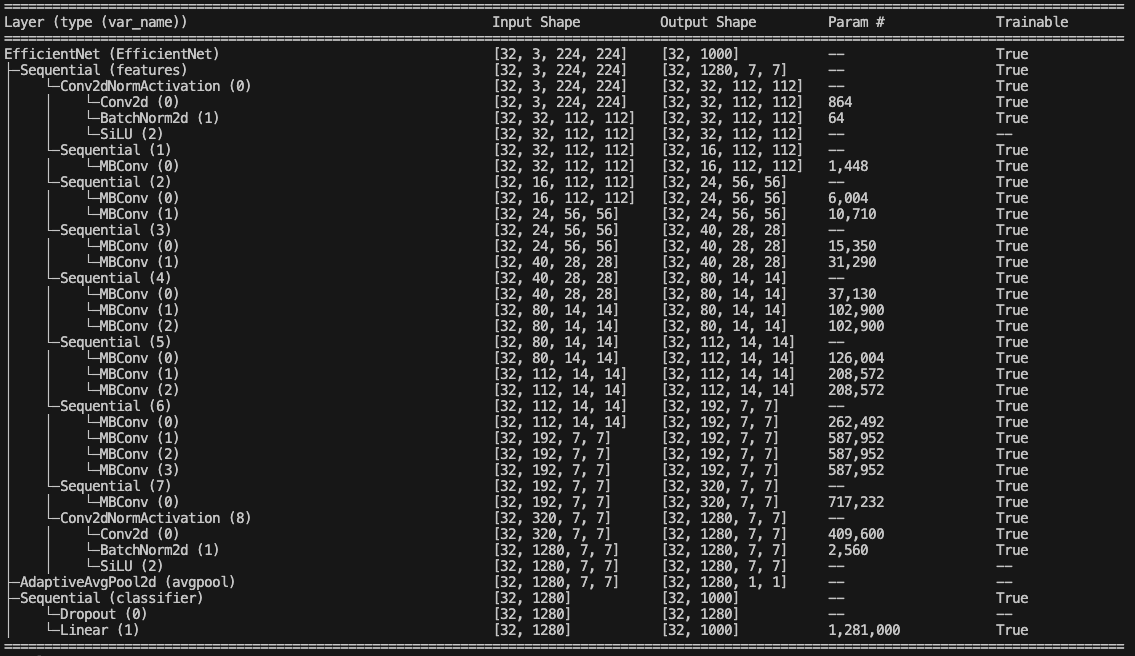 ==========================================================================================
Layer (type (var_name))                  Input Shape          Output Shape         Param #              Trainable
==========================================================================================
EfficientNet (EfficientNet)              [32, 3, 224, 224]    [32, 1000]           --                   True
├─Sequential (features)                  [32, 3, 224, 224]    [32, 1280, 7, 7]     --                   True
│    └─Conv2dNormActivation (0)          [32, 3, 224, 224]    [32, 32, 112, 112]   --                   True
│    │    └─Conv2d (0)                   [32, 3, 224, 224]    [32, 32, 112, 112]   864                  True
│    │    └─BatchNorm2d (1)              [32, 32, 112, 112]   [32, 32, 112, 112]   64                   True
│    │    └─SiLU (2)                     [32, 32, 112, 112]   [32, 32, 112, 112]   --                   --
│    └─Sequential (1)                    [32, 32, 112, 112]   [32, 16, 112, 112]   --                   True
│    │    └─MBConv (0)                   [32, 32, 112, 112]   [32, 16, 112, 112]   1,448                True
│    └─Sequential (2)                    [32, 16, 112, 112]   [32, 24, 56, 56]     --                   True
│    │    └─MBConv (0)                   [32, 16, 112, 112]   [32, 24, 56, 56]     6,004                True
│    │    └─MBConv (1)                   [32, 24, 56, 56]     [32, 24, 56, 56]     10,710               True
│    └─Sequential (3)                    [32, 24, 56, 56]     [32, 40, 28, 28]     --                   True
│    │    └─MBConv (0)                   [32, 24, 56, 56]     [32, 40, 28, 28]     15,350               True
│    │    └─MBConv (1)                   [32, 40, 28, 28]     [32, 40, 28, 28]     31,290               True
│    └─Sequential (4)                    [32, 40, 28, 28]     [32, 80, 14, 14]     --                   True
│    │    └─MBConv (0)                   [32, 40, 28, 28]     [32, 80, 14, 14]     37,130               True
│    │    └─MBConv (1)                   [32, 80, 14, 14]     [32, 80, 14, 14]     102,900              True
│    │    └─MBConv (2)                   [32, 80, 14, 14]     [32, 80, 14, 14]     102,900              True
│    └─Sequential (5)                    [32, 80, 14, 14]     [32, 112, 14, 14]    --                   True
│    │    └─MBConv (0)                   [32, 80, 14, 14]     [32, 112, 14, 14]    126,004              True
│    │    └─MBConv (1)                   [32, 112, 14, 14]    [32, 112, 14, 14]    208,572              True
│    │    └─MBConv (2)                   [32, 112, 14, 14]    [32, 112, 14, 14]    208,572              True
│    └─Sequential (6)                    [32, 112, 14, 14]    [32, 192, 7, 7]      --                   True
│    │    └─MBConv (0)                   [32, 112, 14, 14]    [32, 192, 7, 7]      262,492              True
│    │    └─MBConv (1)                   [32, 192, 7, 7]      [32, 192, 7, 7]      587,952              True
│    │    └─MBConv (2)                   [32, 192, 7, 7]      [32, 192, 7, 7]      587,952              True
│    │    └─MBConv (3)                   [32, 192, 7, 7]      [32, 192, 7, 7]      587,952              True
│    └─Sequential (7)                    [32, 192, 7, 7]      [32, 320, 7, 7]      --                   True
│    │    └─MBConv (0)                   [32, 192, 7, 7]      [32, 320, 7, 7]      717,232              True
│    └─Conv2dNormActivation (8)          [32, 320, 7, 7]      [32, 1280, 7, 7]     --                   True
│    │    └─Conv2d (0)                   [32, 320, 7, 7]      [32, 1280, 7, 7]     409,600              True
│    │    └─BatchNorm2d (1)              [32, 1280, 7, 7]     [32, 1280, 7, 7]     2,560                True
│    │    └─SiLU (2)                     [32, 1280, 7, 7]     [32, 1280, 7, 7]     --                   --
├─AdaptiveAvgPool2d (avgpool)            [32, 1280, 7, 7]     [32, 1280, 1, 1]     --                   --
├─Sequential (classifier)                [32, 1280]           [32, 1000]           --                   True
│    └─Dropout (0)                       [32, 1280]           [32, 1280]           --                   --
│    └─Linear (1)                        [32, 1280]           [32, 1000]           1,281,000            True
==========================================================================================